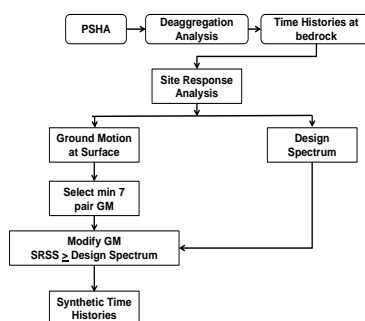 PSHA
Deaggregation
Analysis
Time Histories at
bedrock
Site Response
Analysis
Ground Motion
at Surface
Design
Spectrum
Select min 7
pair GM
Modify GM
SRSS ≥ Design Spectrum
Synthetic Time
Histories